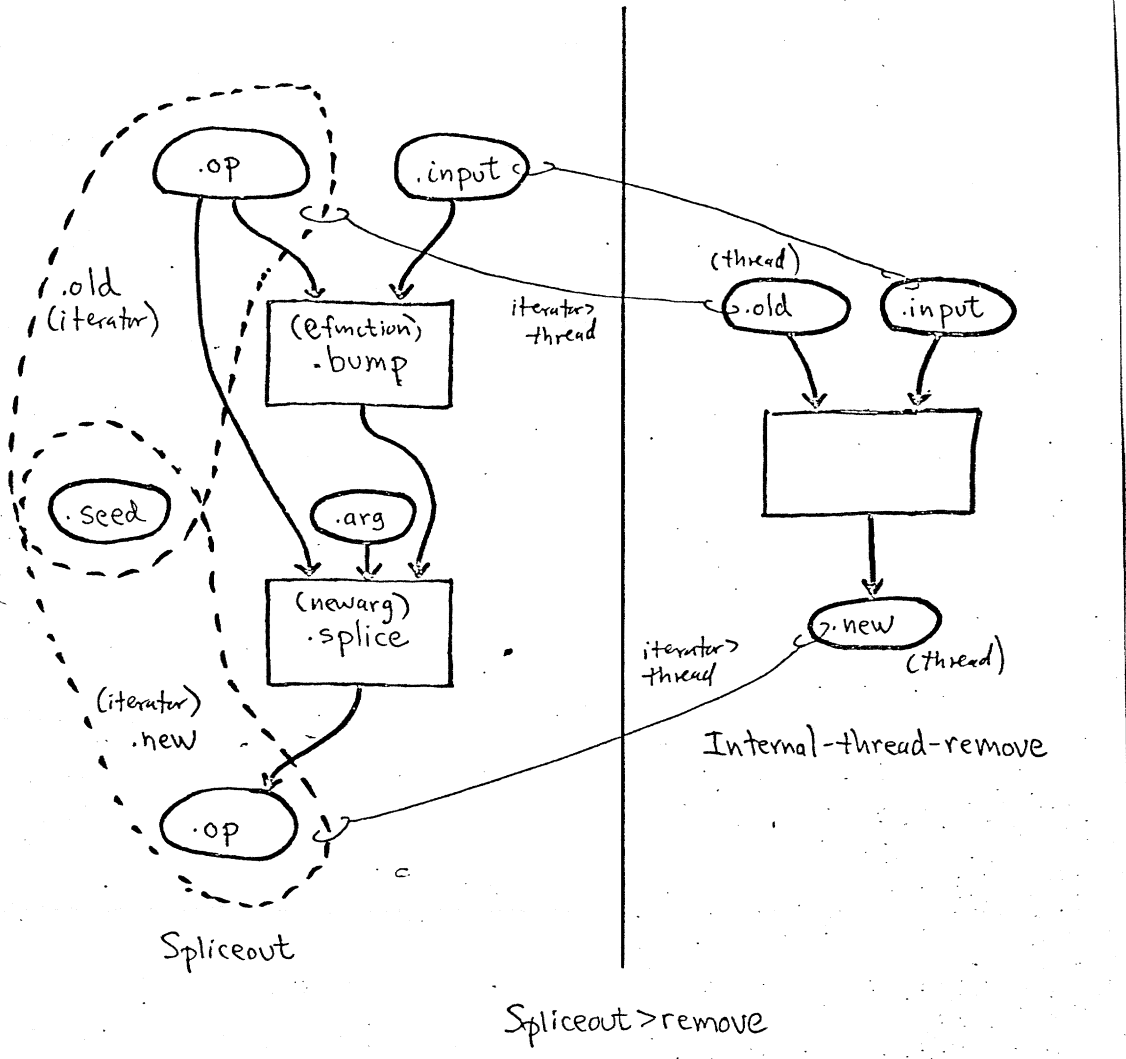 .op
.input
.old
(iterator)
(efunction)
.bump
iterator>
thread
.seed
.arg
(newarg)
.splice
(iterator)
.new
.op
Spliceout
(thread)
.old
.input
.new
(thread)
iterator>
thread
Internal-thread-remove
Spliceout>remove